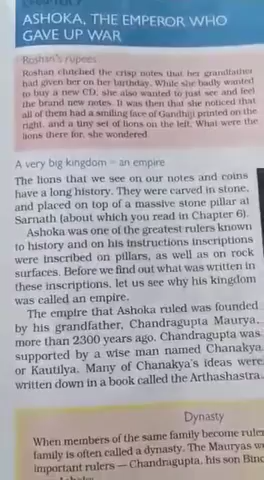 ASHOKA, THE EMPEROR WHO
GAVE UP WAR
Roshan's rupees
Roshan clutched the crisp notes that her grandfather
had given her on her birthday. While she badly wanted
to buy a new CD, she also wanted to just see and feel
the brand new notes. It was then that she noticed that
all of them had a smiling face of Gandhiji printed on the
right, and a tiny set of lions on the left. What were the
lions there for, she wondered.
A very big kingdom = an empire
The lions that we see on our notes and coins
have a long history. They were carved in stone,
and placed on top of a massive stone pillar at
Sarnath (about which you read in Chapter 6).
Ashoka was one of the greatest rulers known
to history and on his instructions inscriptions
were inscribed on pillars, as well as on rock
surfaces. Before we find out what was written in
these inscriptions, let us see why his kingdom
was called an empire.
The empire that Ashoka ruled was founded
by his grandfather, Chandragupta Maurya,
more than 2300 years ago. Chandragupta was
supported by a wise man named Chanakya
or Kautilya. Many of Chanakya's ideas were
written down in a book called the Arthashastra.
Dynasty
When members of the same family become rule
family is often called a dynasty. The Mauryas w
important rulers — Chandragupta, his son Bin